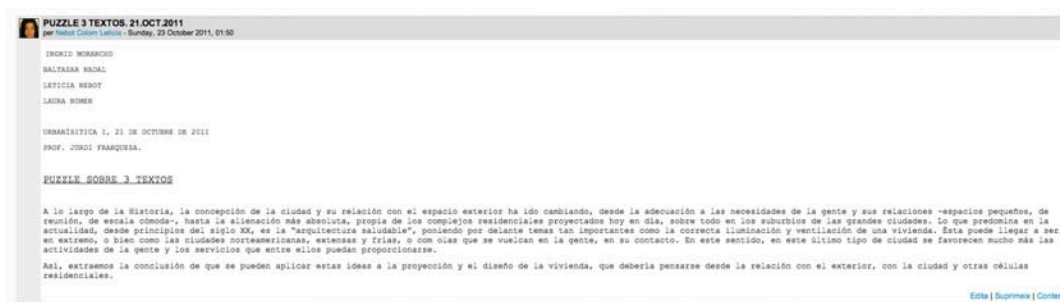 PUZZLE 3 TEXTOS. 21.OCT.2011
per Nebot Colom Leticia - Sunday, 23 October 2011, 01:50
INGRID MORANCHO
BALTASAR NADAL
LETICIA NEBOT
LAURA NOMEN
URBANÍSITICA I, 21 DE OCTUBRE DE 2011
PROF. JORDI FRANQUESA.
PUZZLE SOBRE 3 TEXTOS
A lo largo de la Historia, la concepción de la ciudad y su relación con el espacio exterior ha ido cambiando, desde la adecuación a las necesidades de la gente y sus relaciones -espacios pequeños, de
reunión, de escala cómoda-, hasta la alienación más absoluta, propia de los complejos residenciales proyectados hoy en día, sobre todo en los suburbios de las grandes ciudades. Lo que predomina en la
actualidad, desde principios del siglo XX, es la "arquitectura saludable", poniendo por delante temas tan importantes como la correcta iluminación y ventilación de una vivienda. Ésta puede llegar a ser
en extremo, o bien como las ciudades norteamericanas, extensas y frías, o com olas que se vuelcan en la gente, en su contacto. En este sentido, en este último tipo de ciudad se favorecen mucho más las
actividades de la gente y los servicios que entre ellos puedan proporcionarse.
Así, extraemos la conclusión de que se pueden aplicar estas ideas a la proyección y el diseño de la vivienda, que debería pensarse desde la relación con el exterior, con la ciudad y otras células
residenciales.
Edita | Suprimeix | Conten